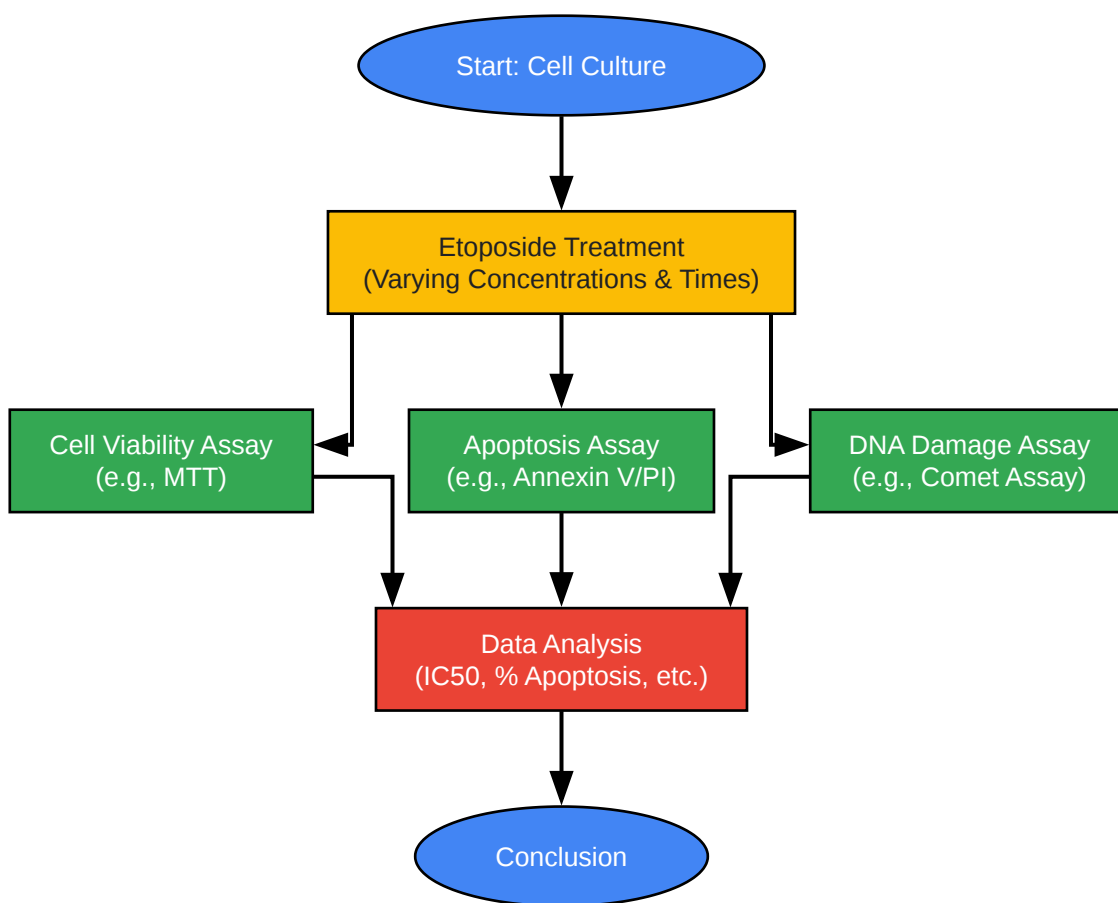 Start: Cell Culture
Etoposide Treatment
(Varying Concentrations & Times)
Cell Viability Assay
(e.g., MTT)
Apoptosis Assay
(e.g., Annexin V/PI)
DNA Damage Assay
(e.g., Comet Assay)
Data Analysis
(IC50, % Apoptosis, etc.)
Conclusion